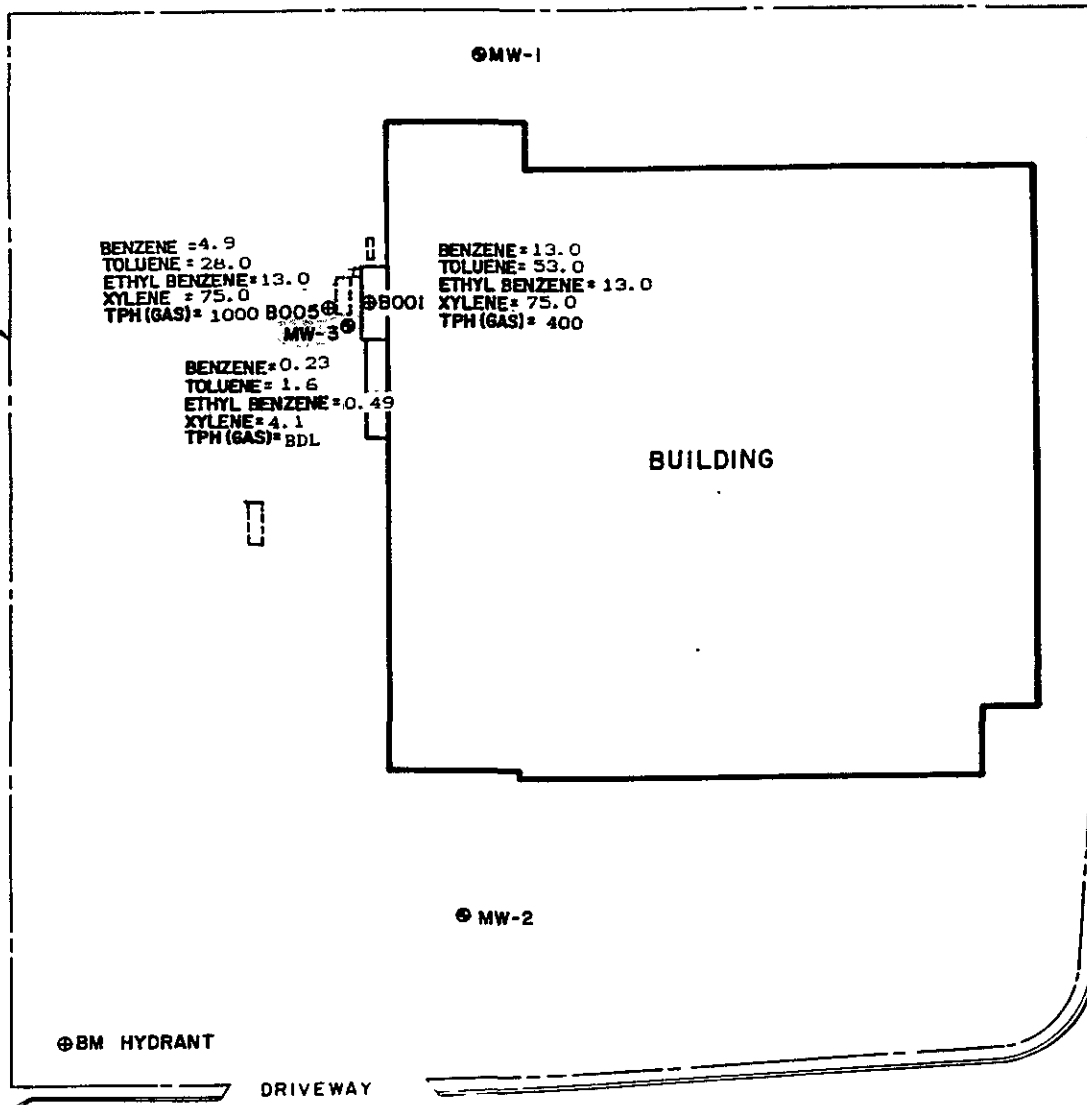 MW-1
BENZENE = 4.9
TOLUENE = 28.0
ETHYL BENZENE = 13.0
XYLENE = 75.0
TPH (GAS) = 1000 B005
MW-3
B001
BENZENE = 13.0
TOLUENE = 53.0
ETHYL BENZENE = 13.0
XYLENE = 75.0
TPH (GAS) = 400
BENZENE = 0.23
TOLUENE = 1.6
ETHYL BENZENE = 0.49
XYLENE = 4.1
TPH (GAS) = BDL
BUILDING
MW-2
BM HYDRANT
DRIVEWAY